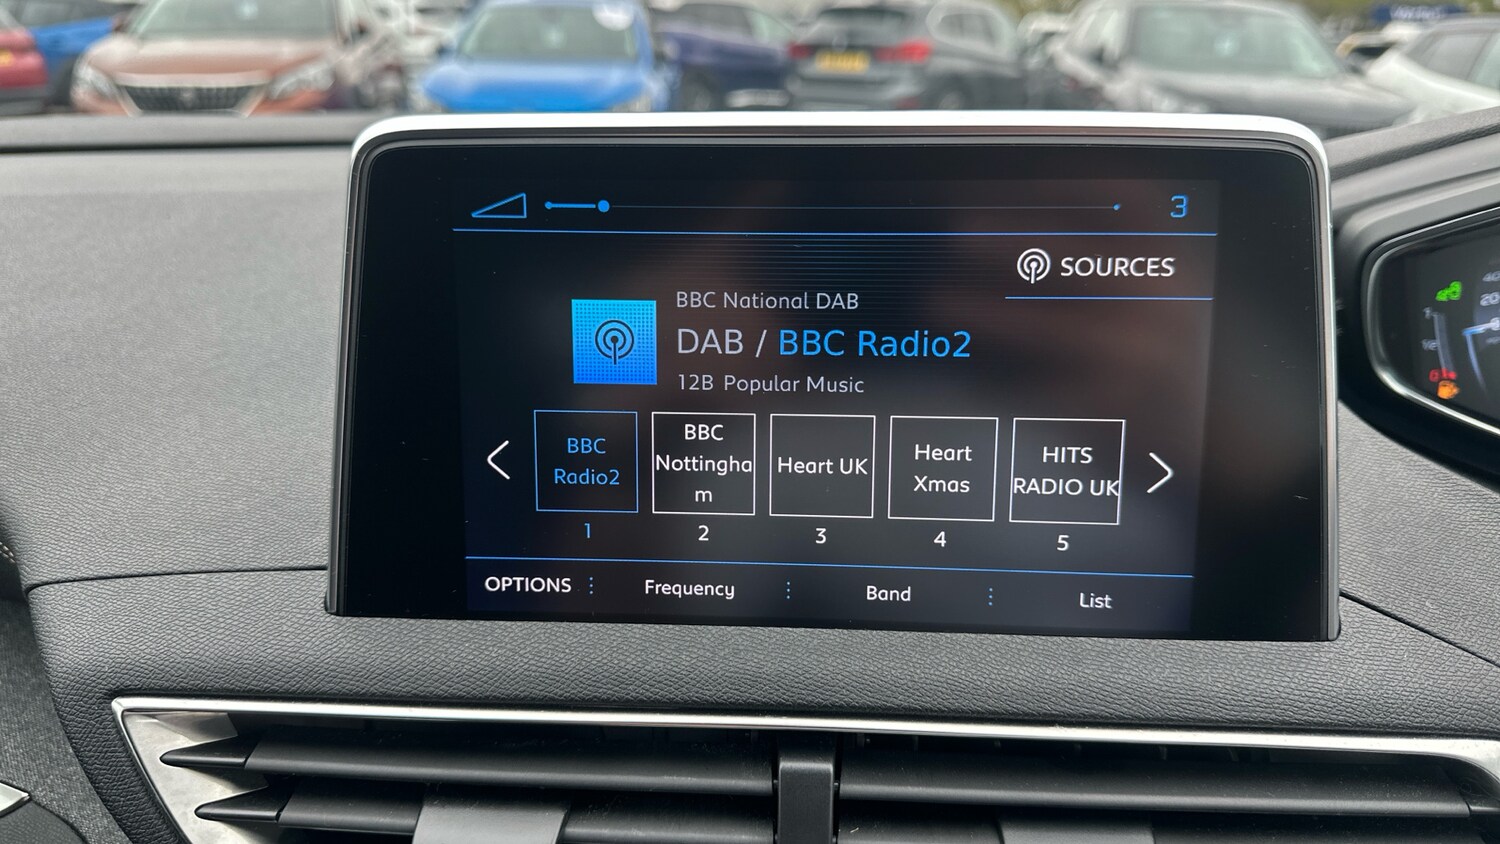 3
SOURCES
BBC National DAB
DAB / BBC Radio2
12B Popular Music
BBC
Radio2
BBC
Nottingha
m
Heart UK
Heart
Xmas
HITS
RADIO UK
1
2
3
4
5
OPTIONS
Frequency
Band
List